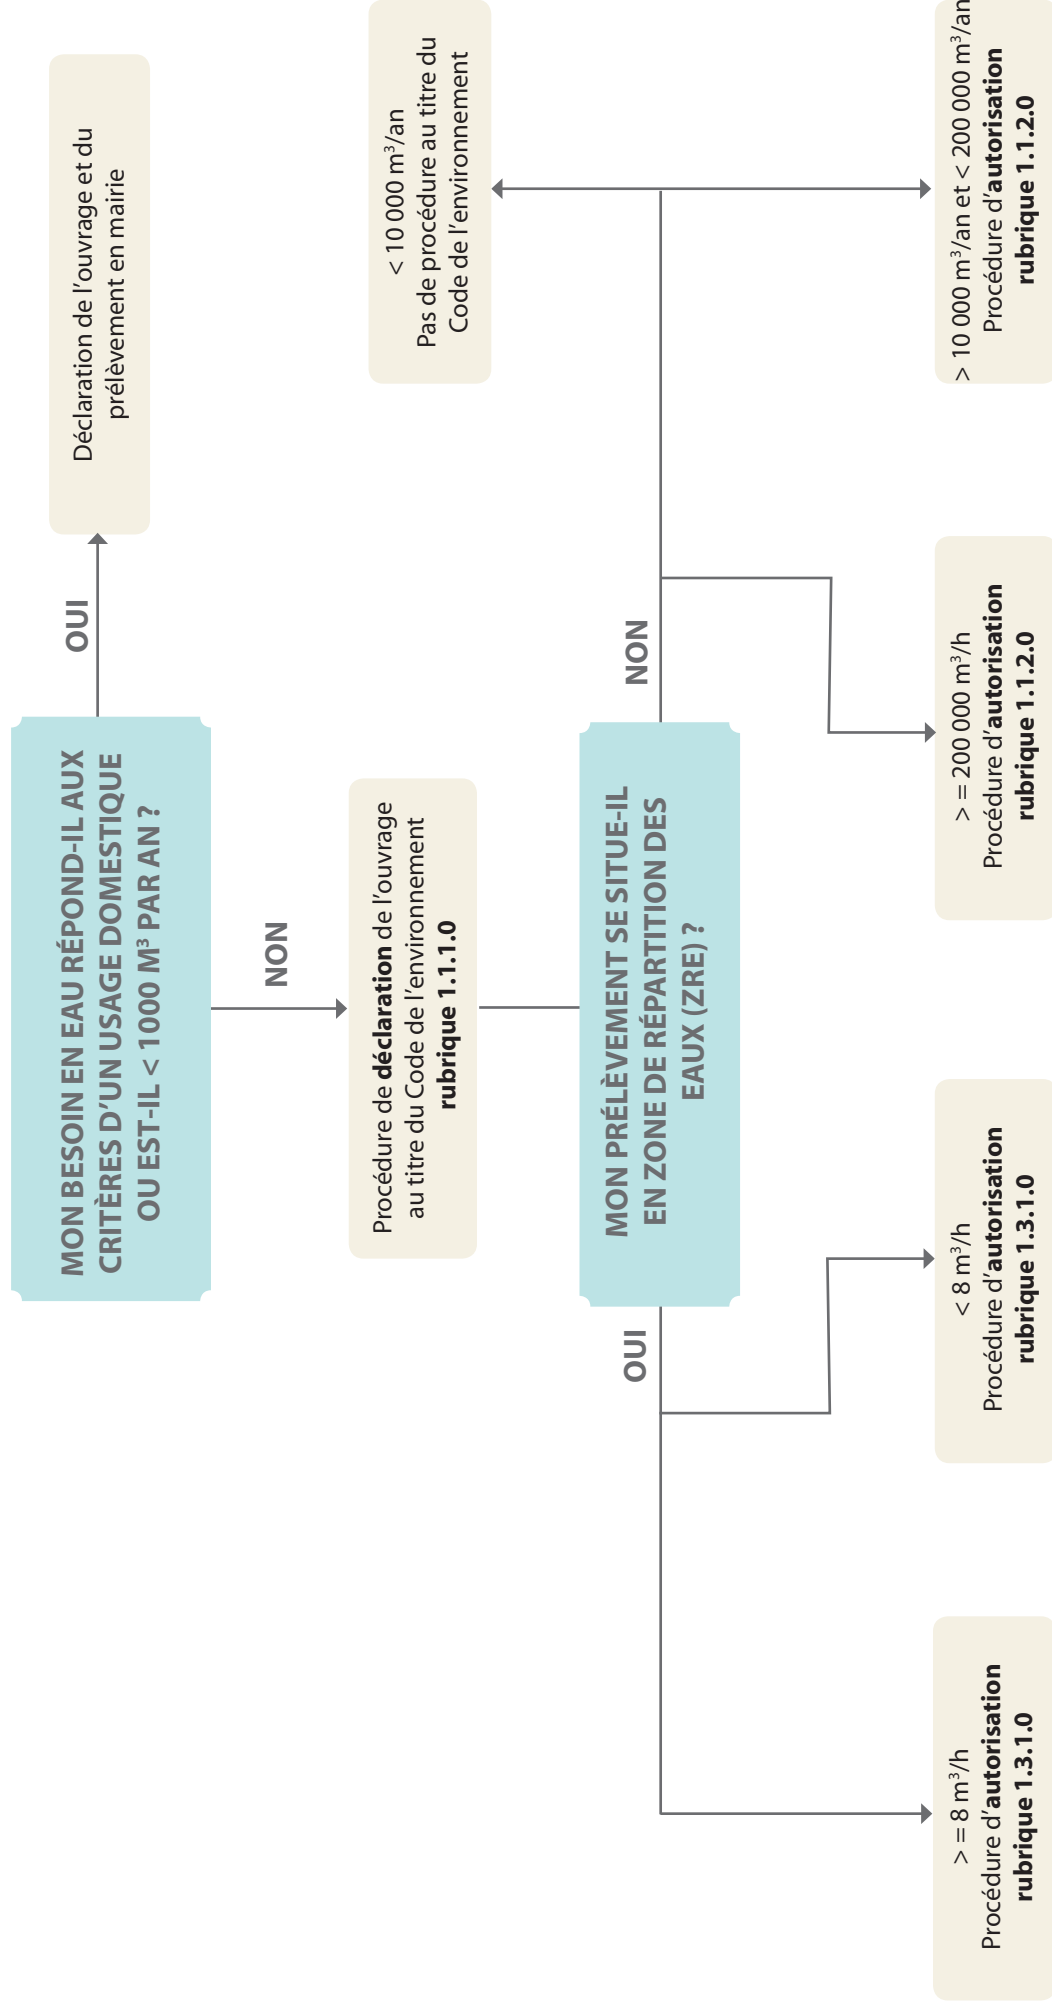 MON BESOIN EN EAU RÉPOND-IL AUX
CRITÈRES D'UN USAGE DOMESTIQUE
OU EST-IL < 1000 M³ PAR AN ?
OUI
Déclaration de l'ouvrage et du
prélèvement en mairie
NON
Procédure de déclaration de l'ouvrage
au titre du Code de l'environnement
rubrique 1.1.1.0
< 10 000 m³/an
Pas de procédure au titre du
Code de l'environnement
MON PRÉLÈVEMENT SE SITUE-IL
EN ZONE DE RÉPARTITION DES
EAUX (ZRE) ?
OUI
NON
> = 8 m³/h
Procédure d'autorisation
rubrique 1.3.1.0
< 8 m³/h
Procédure d'autorisation
rubrique 1.3.1.0
> = 200 000 m³/h
Procédure d'autorisation
rubrique 1.1.2.0
> 10 000 m³/an et < 200 000 m³/an
Procédure d'autorisation
rubrique 1.1.2.0